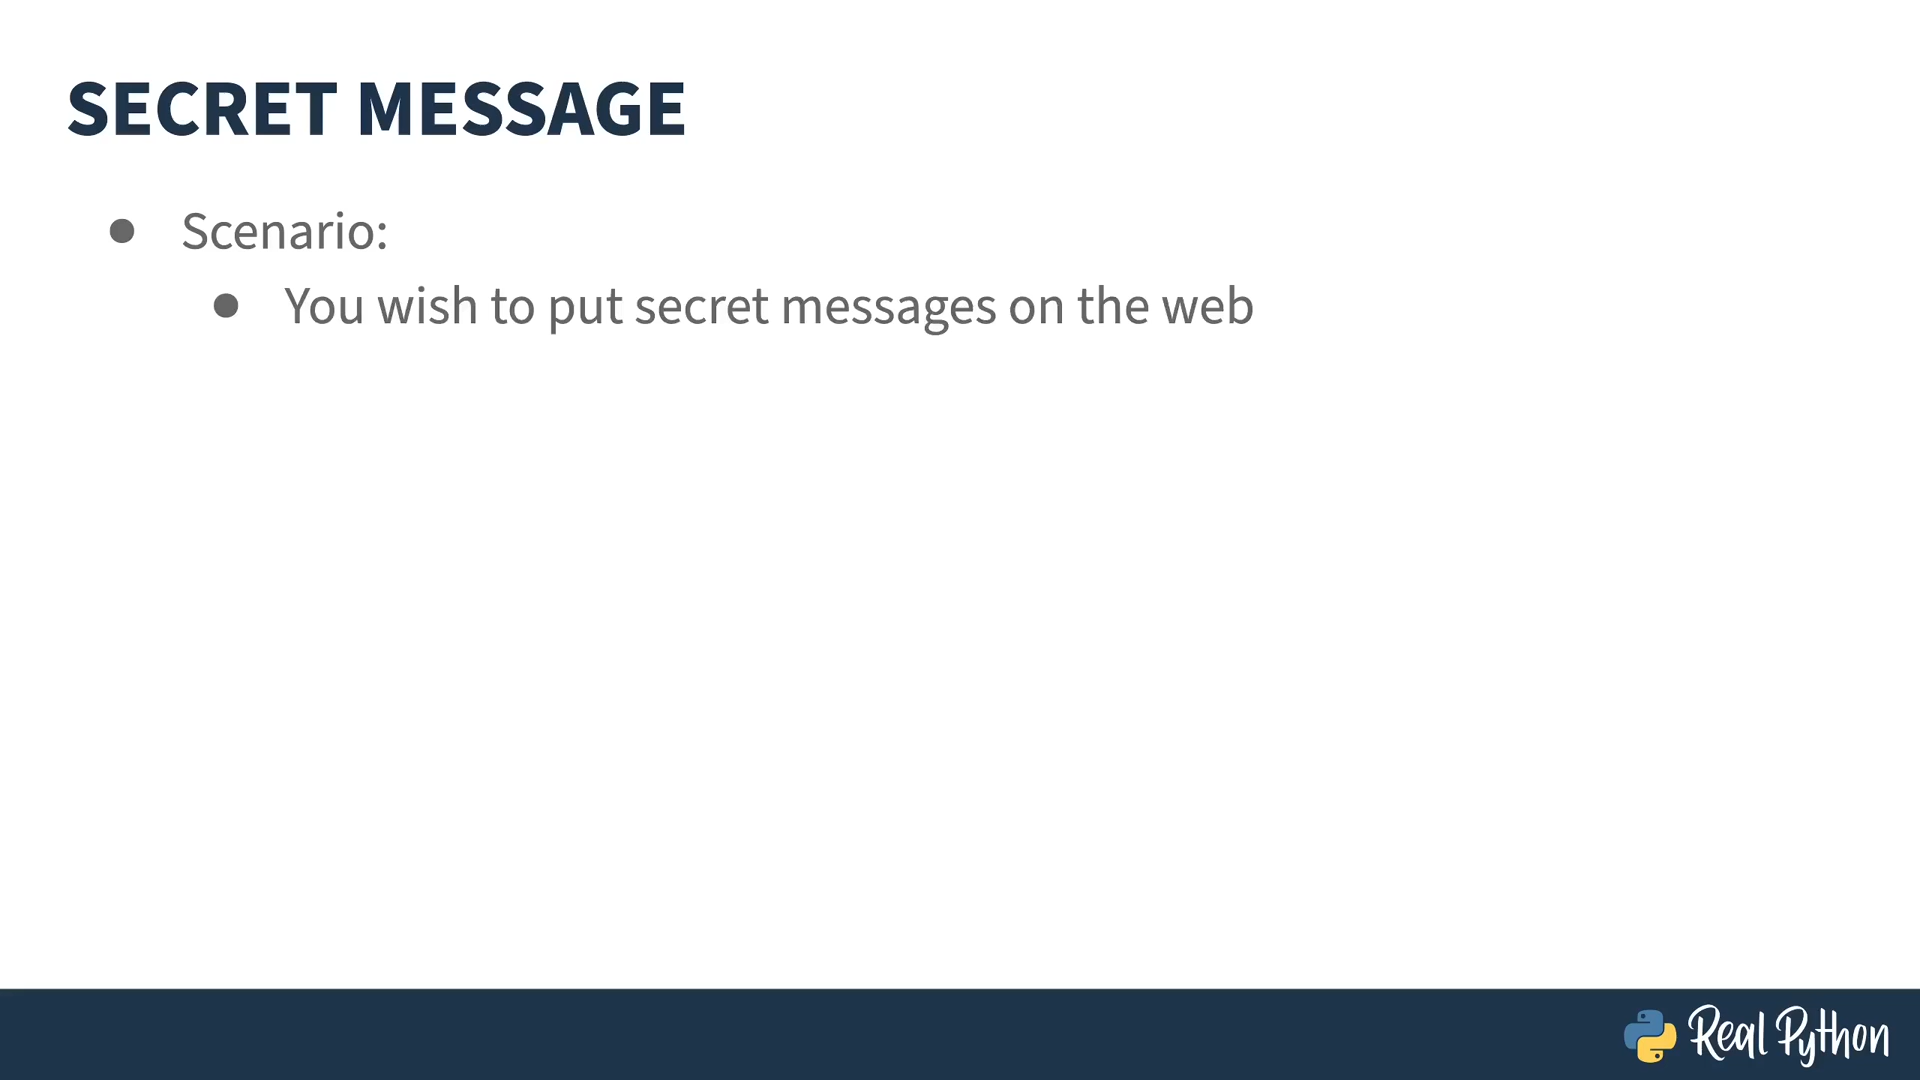 SECRET MESSAGE
● Scenario:
● You wish to put secret messages on the web
Real Python